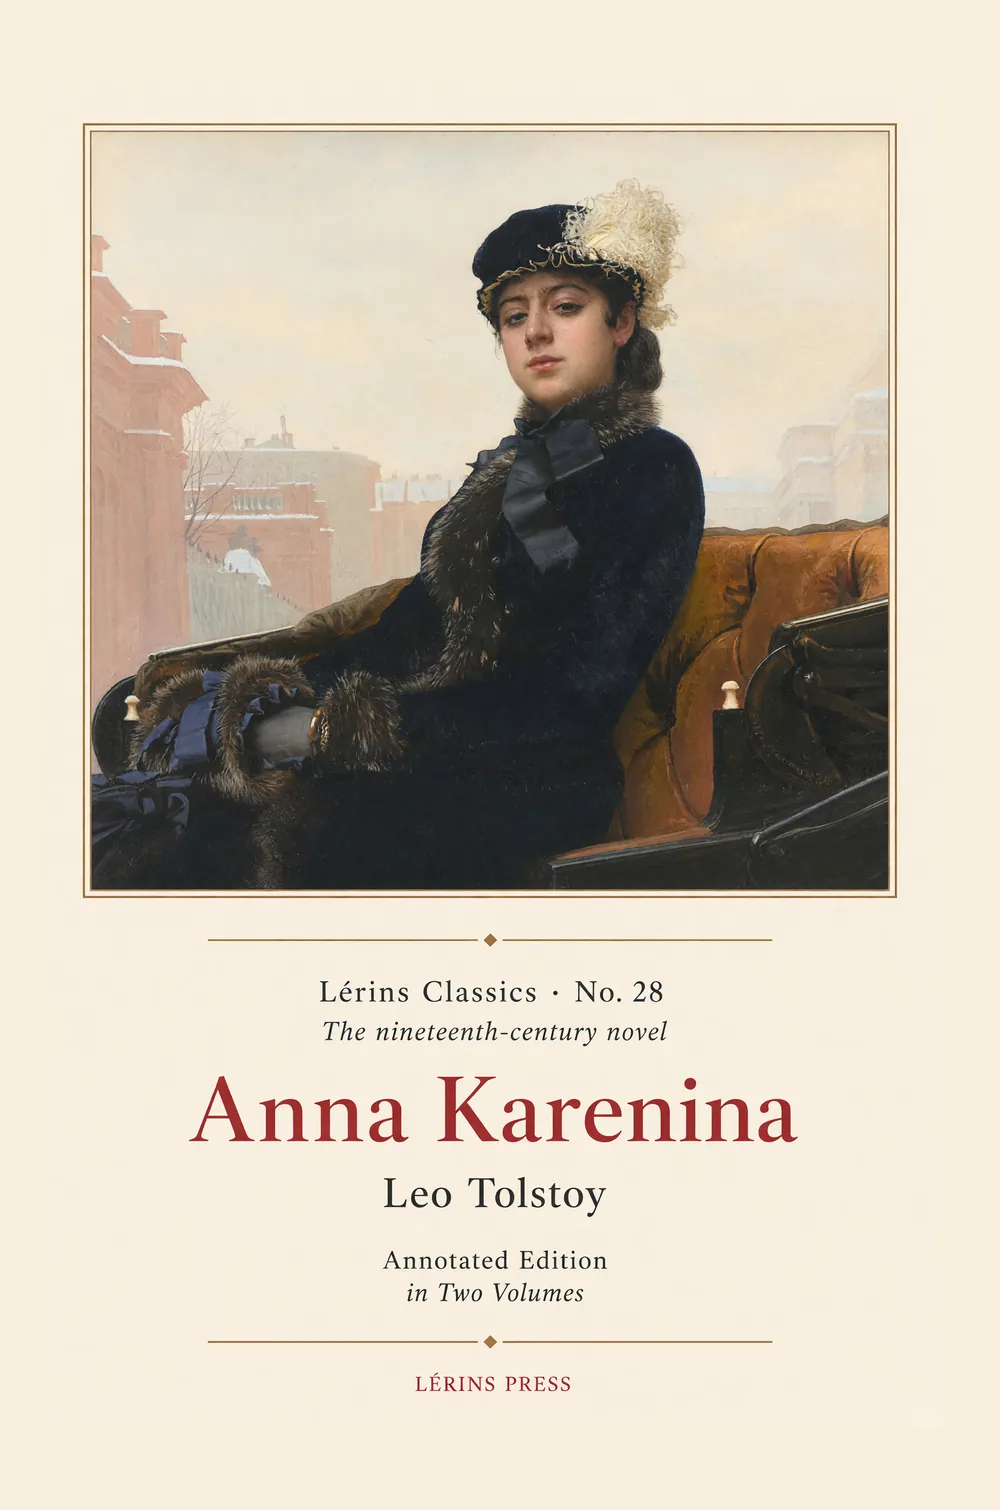 Lérins Classics · No. 28
The nineteenth-century novel
Anna Karenina
Leo Tolstoy
Annotated Edition
in Two Volumes
LÉRINS PRESS